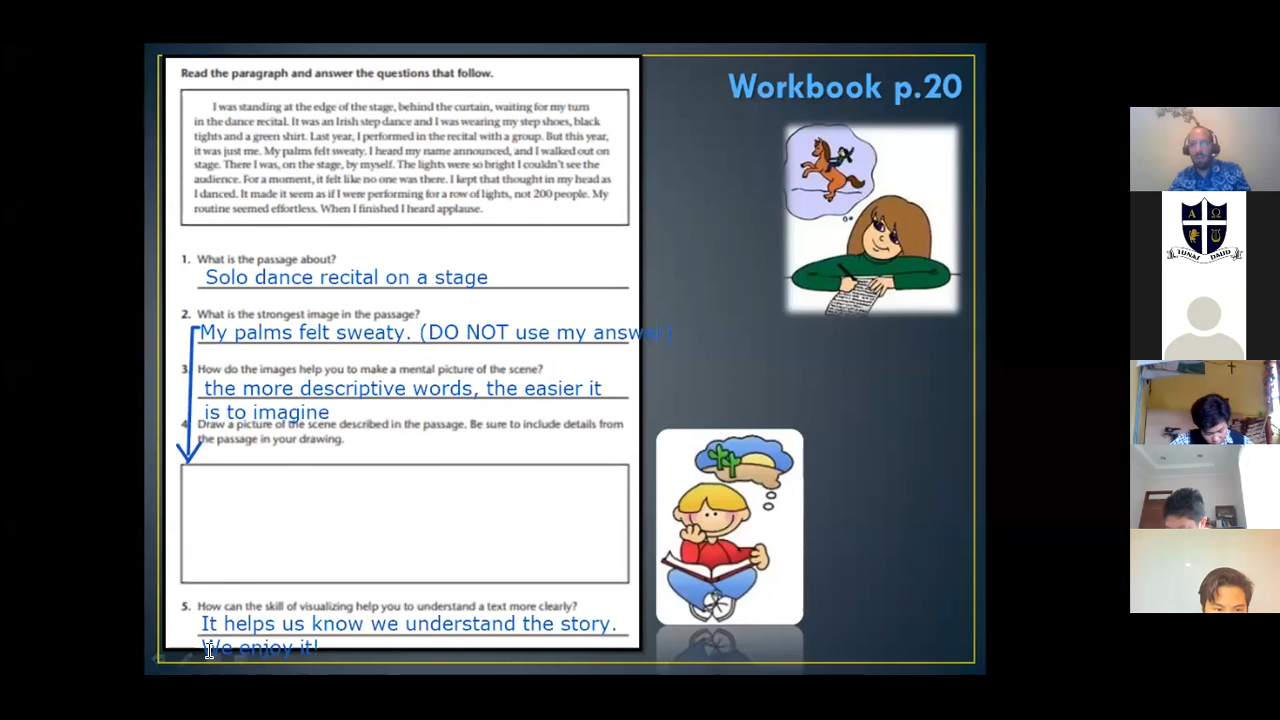 Read the paragraph and answer the questions that follow.
Workbook p.20
I was standing at the edge of the stage, behind the curtain, waiting for my turn
in the dance recital. It was an Irish step dance and I was wearing my step shoes, black
tights and a green shirt. Last year, I performed in the recital with a group. But this year,
it was just me. My palms felt sweaty. I heard my name announced, and I walked out on
stage. There I was, on the stage, by myself. The lights were so bright I couldn't see the
audience. For a moment, it felt like no one was there. I kept that thought in my head as
I danced. It made it seem as if I were performing for a row of lights, not 200 people. My
routine seemed effortless. When I finished I heard applause.
1. What is the passage about?
Solo dance recital on a stage
2. What is the strongest image in the passage?
My palms felt sweaty. (DO NOT use my answer)
3. How do the images help you to make a mental picture of the scene?
the more descriptive words, the easier it
is to imagine
4. Draw a picture of the scene described in the passage. Be sure to include details from
the passage in your drawing.
5. How can the skill of visualizing help you to understand a text more clearly?
It helps us know we understand the story.
We enjoy it!
Α Ω
TUNAS DAUD